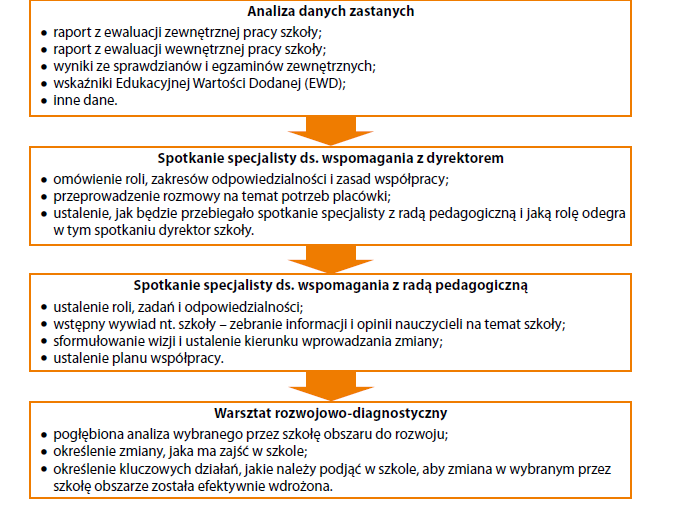 Analiza danych zastanych
• raport z ewaluacji zewnętrznej pracy szkoły;
• raport z ewaluacji wewnętrznej pracy szkoły;
• wyniki ze sprawdzianów i egzaminów zewnętrznych;
• wskaźniki Edukacyjnej Wartości Dodanej (EWD);
• inne dane.
Spotkanie specjalisty ds. wspomagania z dyrektorem
• omówienie roli, zakresów odpowiedzialności i zasad współpracy;
• przeprowadzenie rozmowy na temat potrzeb placówki;
• ustalenie, jak będzie przebiegało spotkanie specjalisty z radą pedagogiczną i jaką rolę odegra
w tym spotkaniu dyrektor szkoły.
Spotkanie specjalisty ds. wspomagania z radą pedagogiczną
• ustalenie roli, zadań i odpowiedzialności;
• wstępny wywiad nt. szkoły – zebranie informacji i opinii nauczycieli na temat szkoły;
• sformułowanie wizji i ustalenie kierunku wprowadzania zmiany;
• ustalenie planu współpracy.
Warsztat rozwojowo-diagnostyczny
• pogłębiona analiza wybranego przez szkołę obszaru do rozwoju;
• określenie zmiany, jaka ma zajść w szkole;
• określenie kluczowych działań, jakie należy podjąć w szkole, aby zmiana w wybranym przez
szkołę obszarze została efektywnie wdrożona.